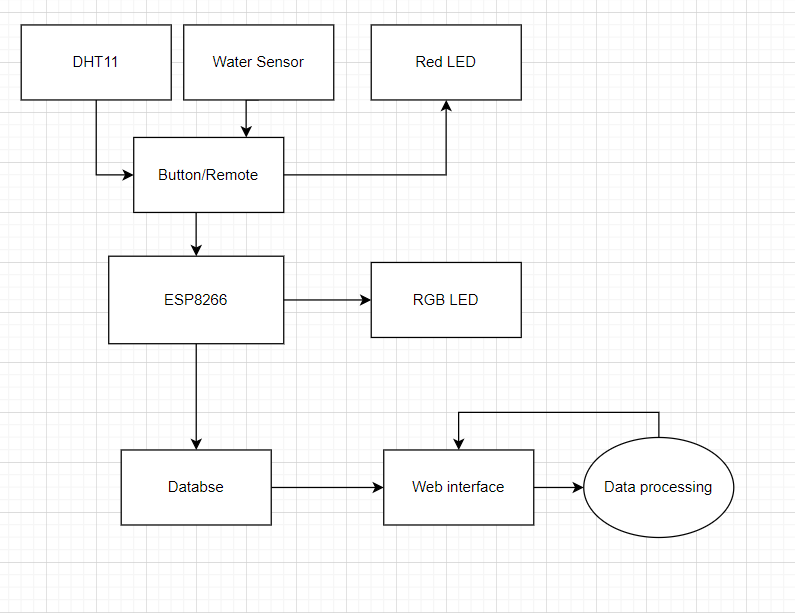 DHT11
Water Sensor
Red LED
Button/Remote
ESP8266
RGB LED
Databse
Web interface
Data processing